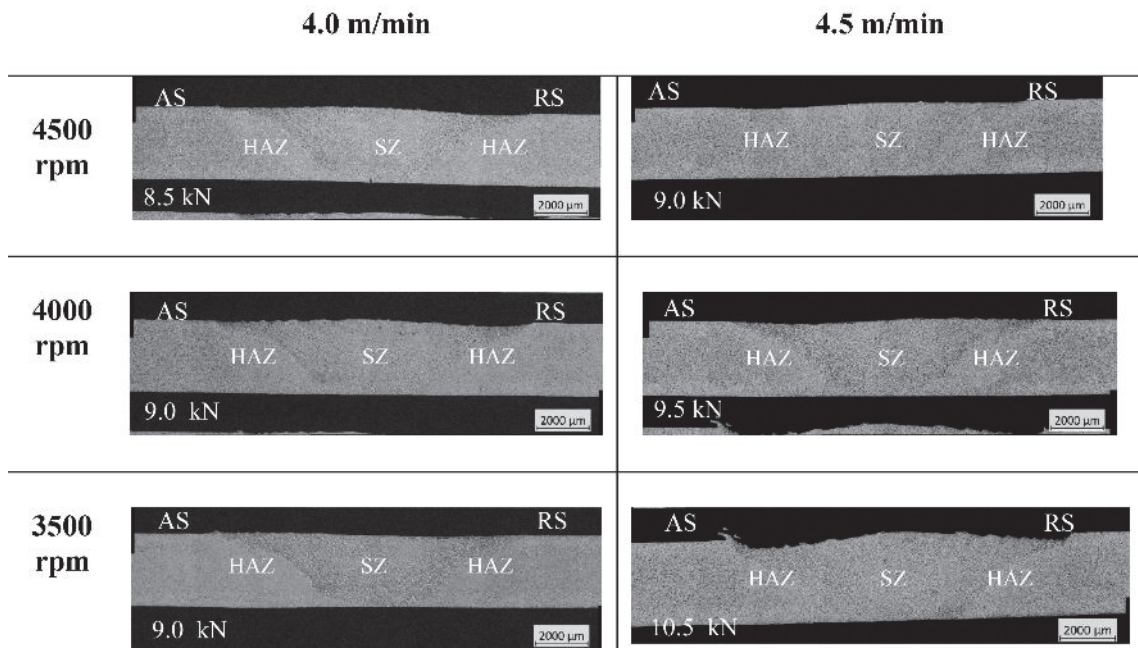 4.0 m/min 4.5 m/min
4500 rpm
AS RS
HAZ SZ HAZ
8.5 kN
2000 µm
AS RS
HAZ SZ HAZ
9.0 kN
2000 µm
4000 rpm
AS RS
HAZ SZ HAZ
9.0 kN
2000 µm
AS RS
HAZ SZ HAZ
9.5 kN
2000 µm
3500 rpm
AS RS
HAZ SZ HAZ
9.0 kN
2000 µm
AS RS
HAZ SZ HAZ
10.5 kN
2000 µm